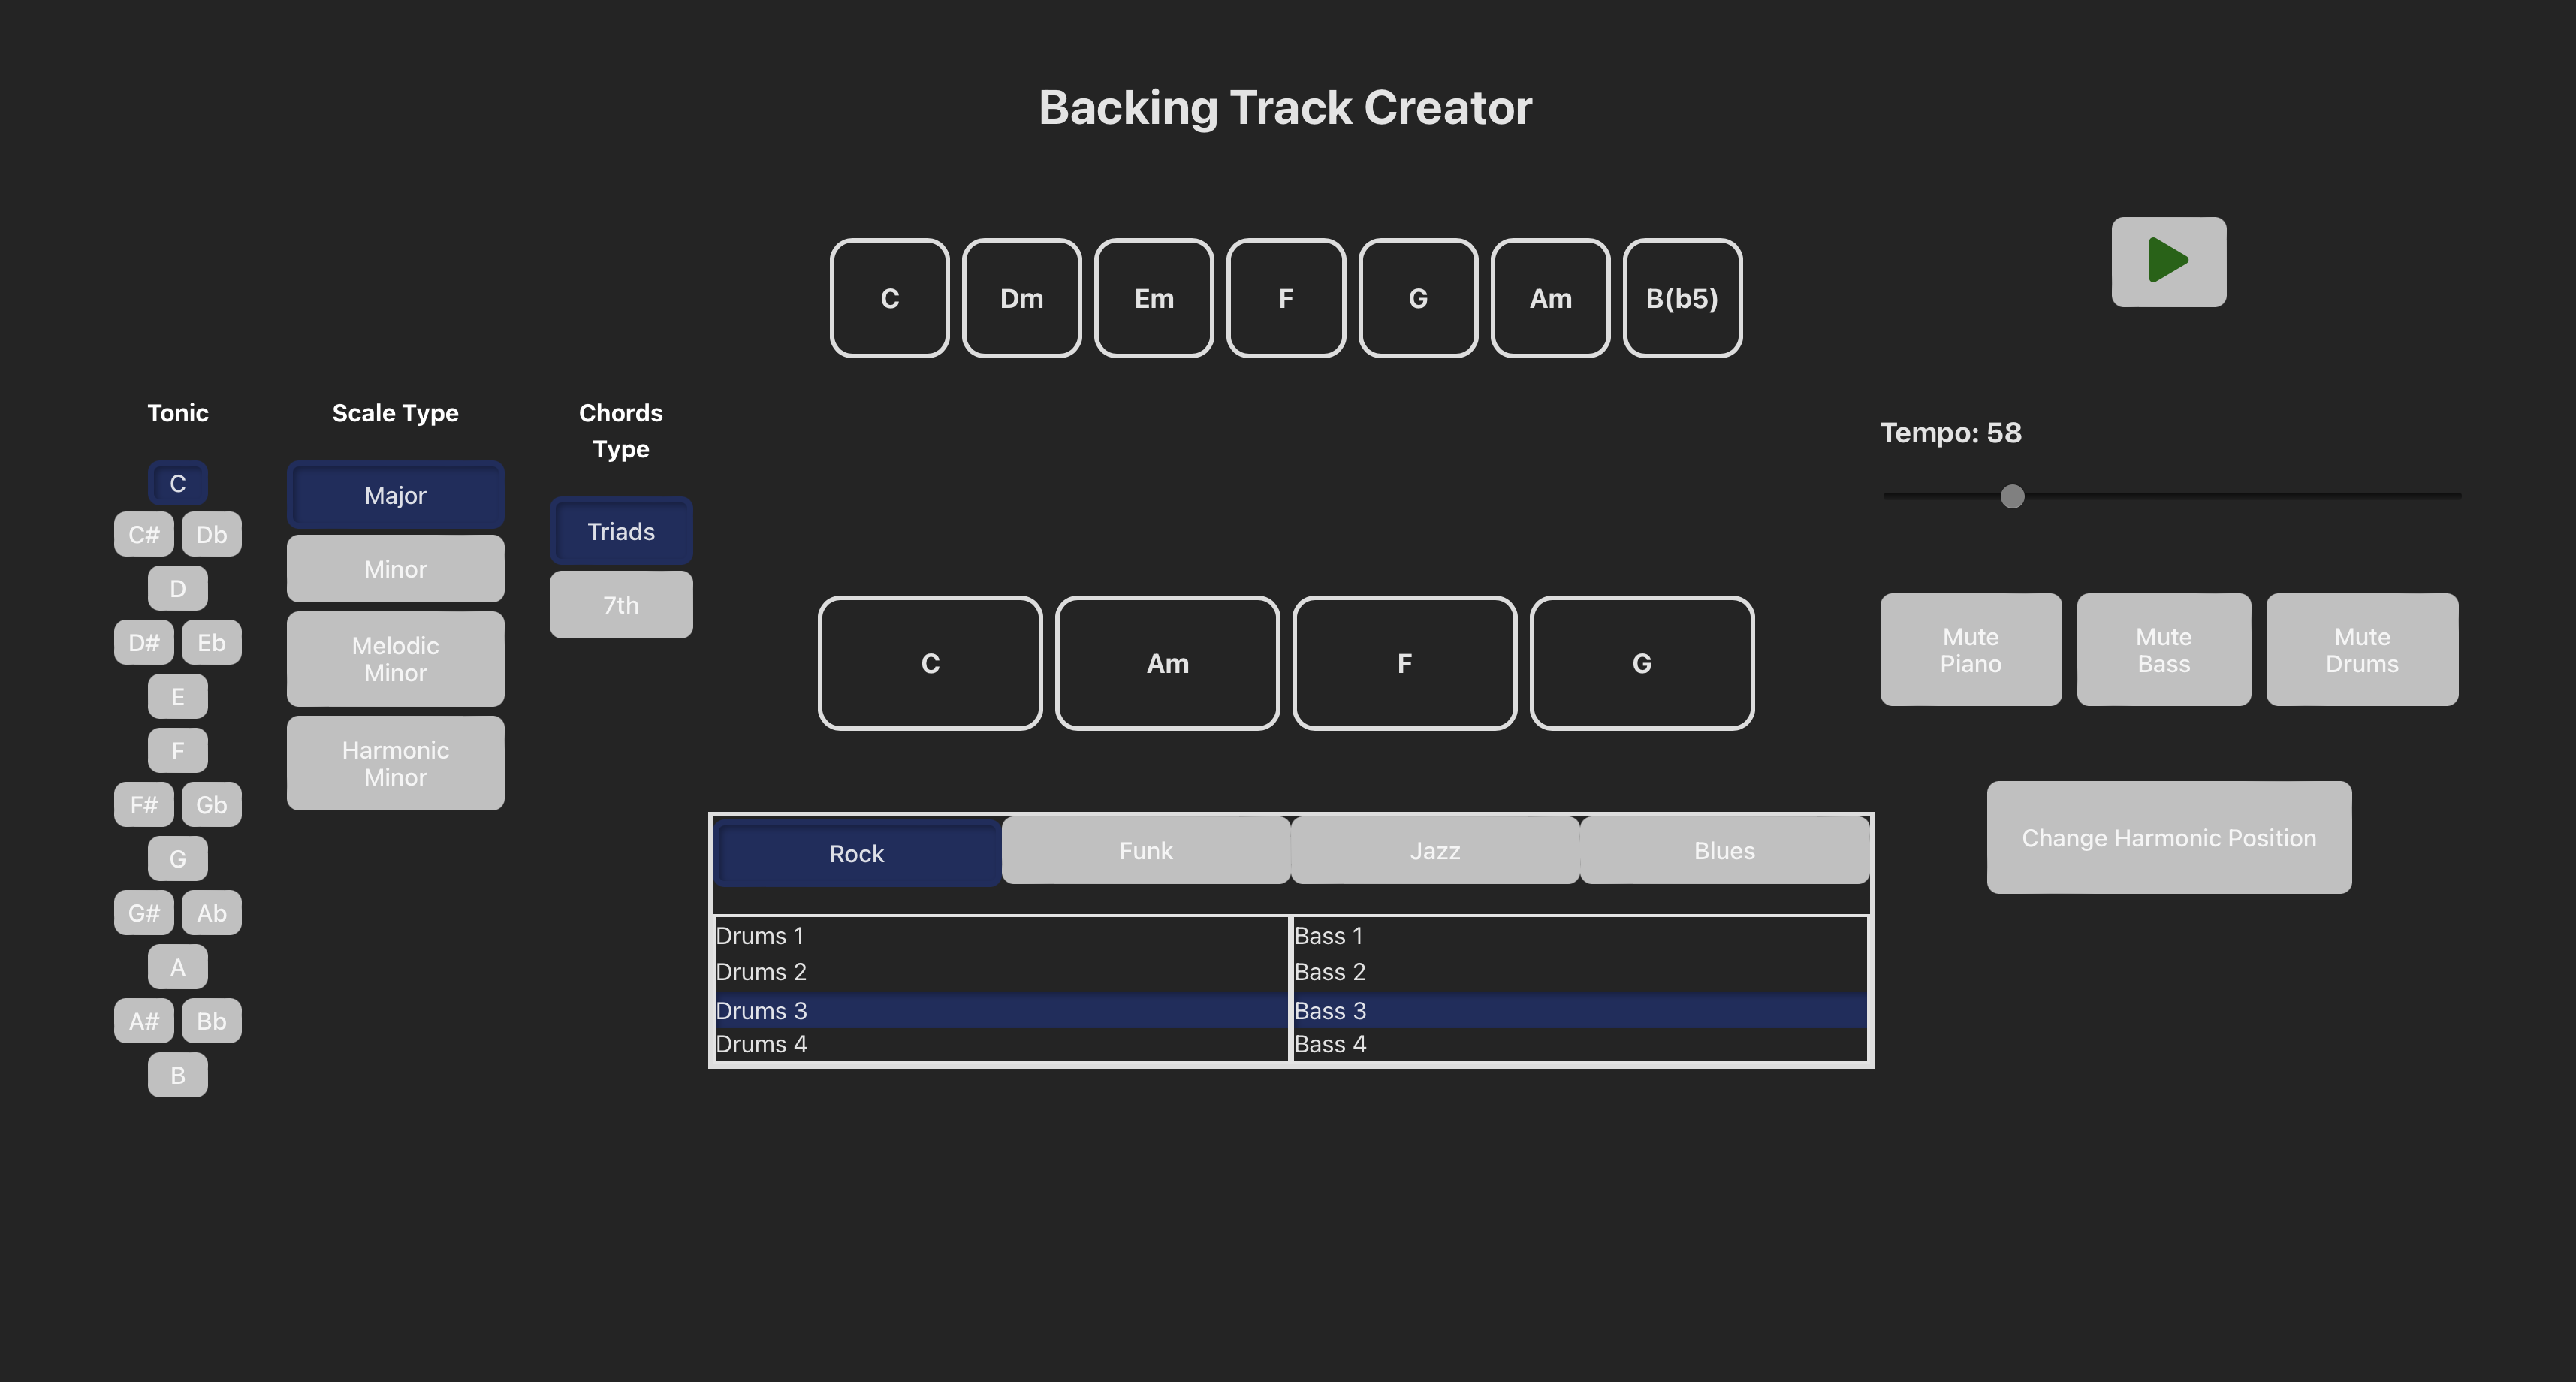 Backing Track Creator
C
Dm
Em
F
G
Am
B(b5)
Tonic
C
C# Db
D
D# Eb
E
F
F# Gb
G
G# Ab
A
A# Bb
B
Scale Type
Major
Minor
Melodic
Minor
Harmonic
Minor
Chords
Type
Triads
7th
C
Am
F
G
Rock
Funk
Jazz
Blues
Drums 1
Drums 2
Drums 3
Drums 4
Bass 1
Bass 2
Bass 3
Bass 4
Tempo: 58
Mute
Piano
Mute
Bass
Mute
Drums
Change Harmonic Position